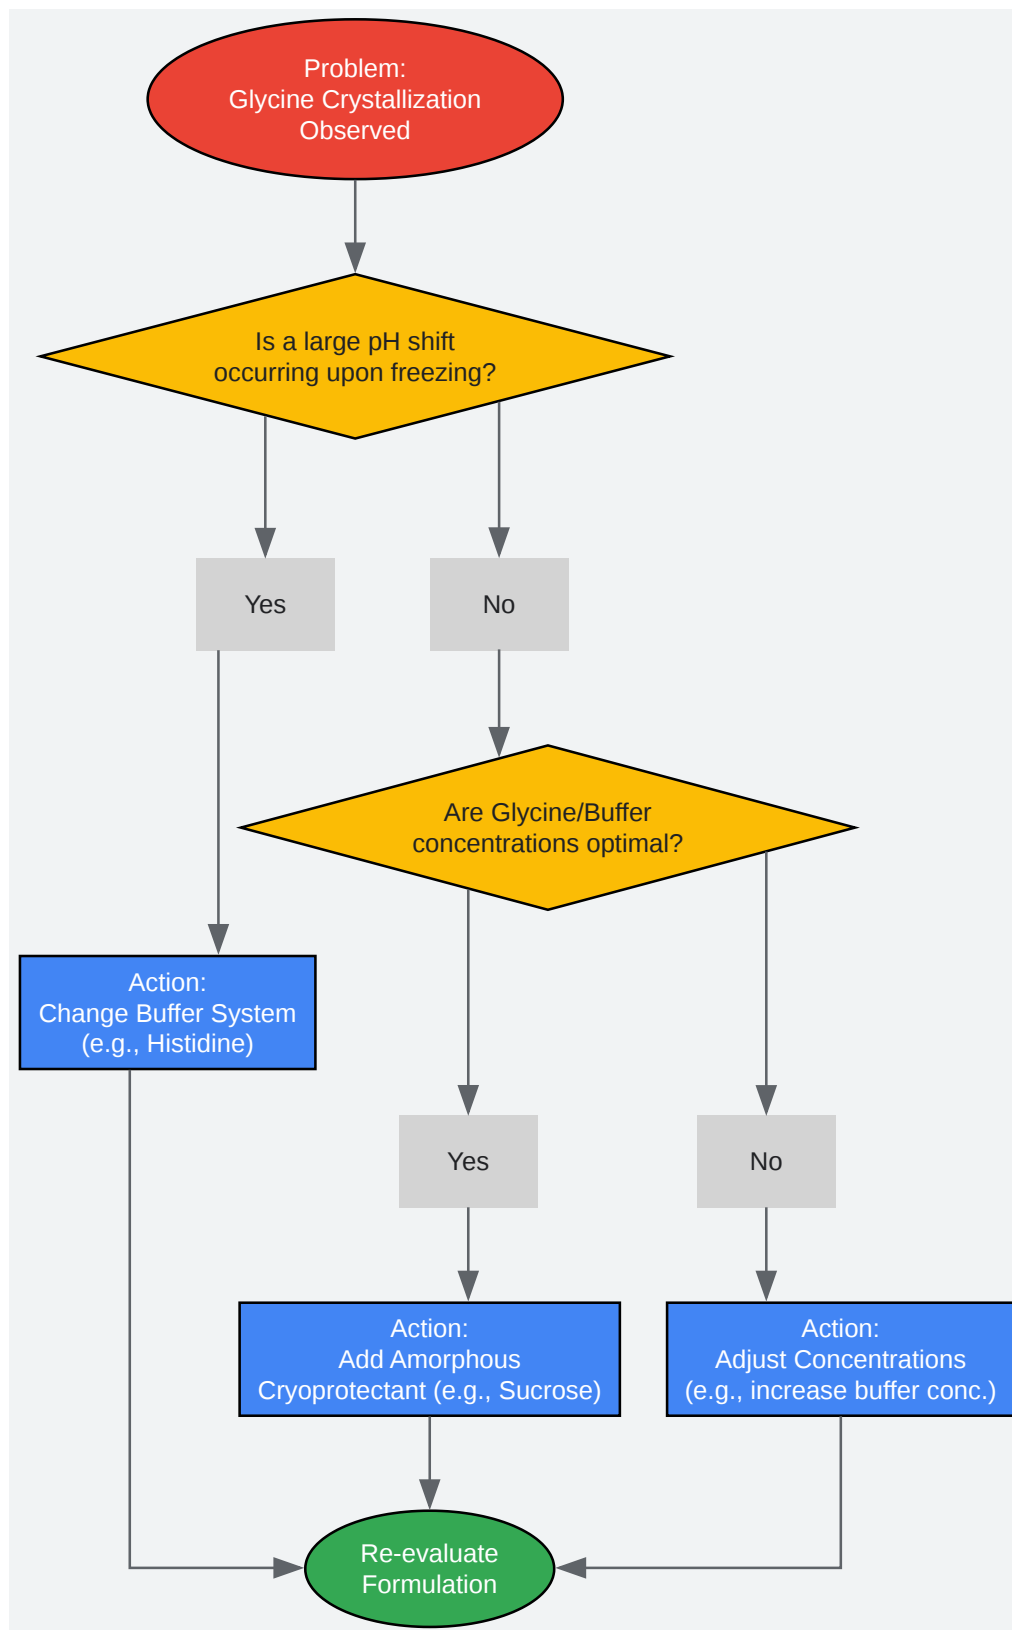 Problem:
Glycine Crystallization
Observed
Is a large pH shift
occurring upon freezing?
Yes
No
Are Glycine/Buffer
concentrations optimal?
Action:
Change Buffer System
(e.g., Histidine)
Yes
No
Action:
Add Amorphous
Cryoprotectant (e.g., Sucrose)
Action:
Adjust Concentrations
(e.g., increase buffer conc.)
Re-evaluate
Formulation